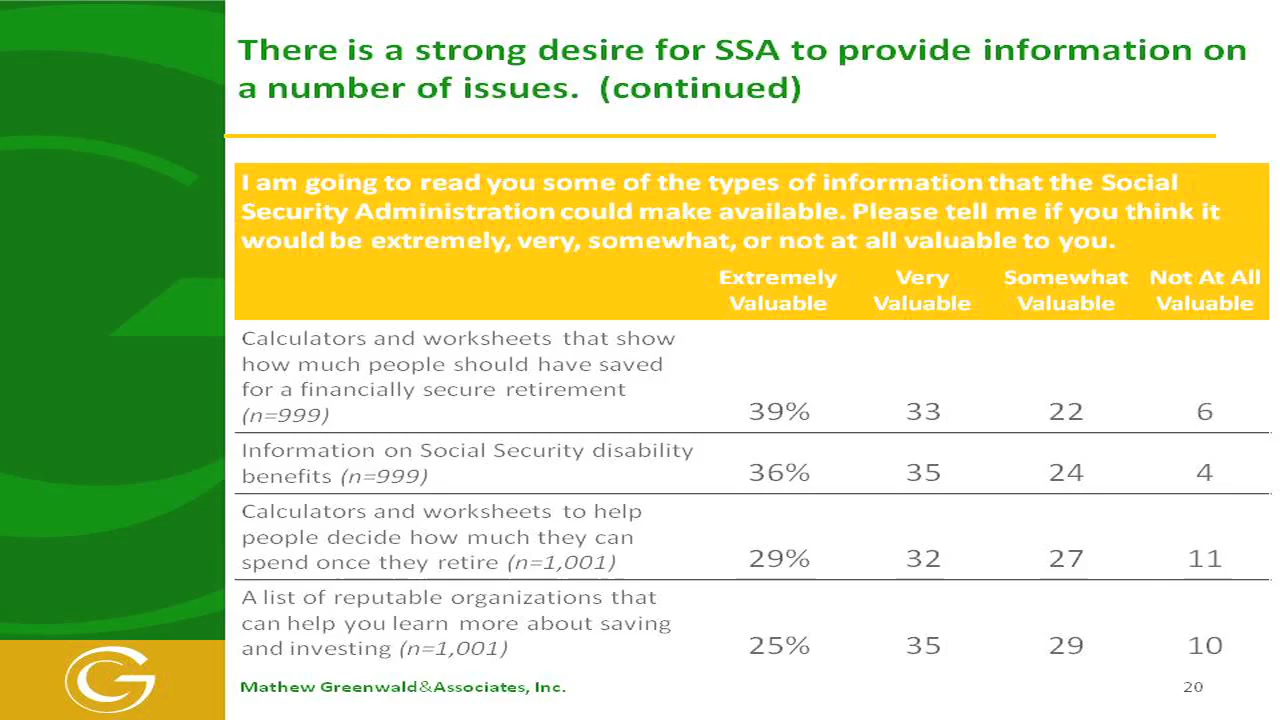 There is a strong desire for SSA to provide information on
a number of issues. (continued)
I am going to read you some of the types of information that the Social
Security Administration could make available. Please tell me if you think it
would be extremely, very, somewhat, or not at all valuable to you.
Extremely Very Somewhat Not At All
Valuable Valuable Valuable Valuable
Calculators and worksheets that show
how much people should have saved
for a financially secure retirement
(n=999) 39% 33 22 6
Information on Social Security disability
benefits (n=999) 36% 35 24 4
Calculators and worksheets to help
people decide how much they can
spend once they retire (n=1,001) 29% 32 27 11
A list of reputable organizations that
can help you learn more about saving
and investing (n=1,001) 25% 35 29 10
Mathew Greenwald&Associates, Inc. 20